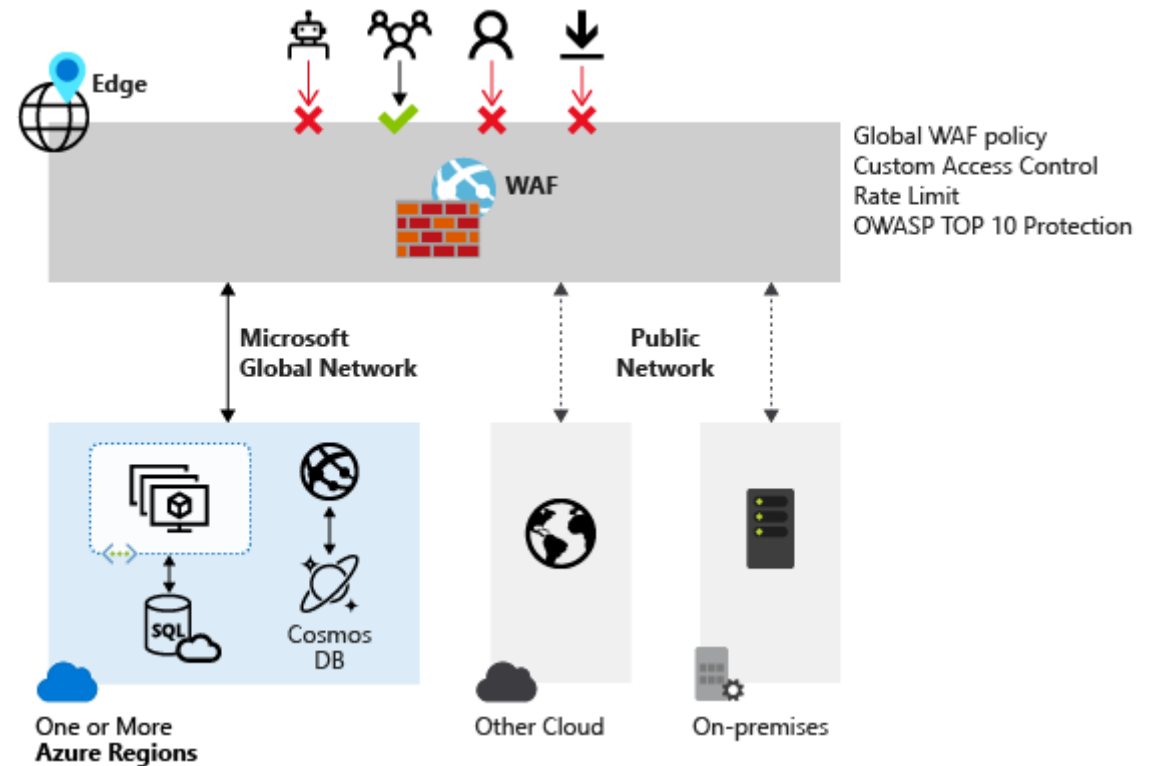 Edge
WAF
Global WAF policy
Custom Access Control
Rate Limit
OWASP TOP 10 Protection
Microsoft
Global Network
Public
Network
SQL
Cosmos
DB
One or More
Azure Regions
Other Cloud
On-premises